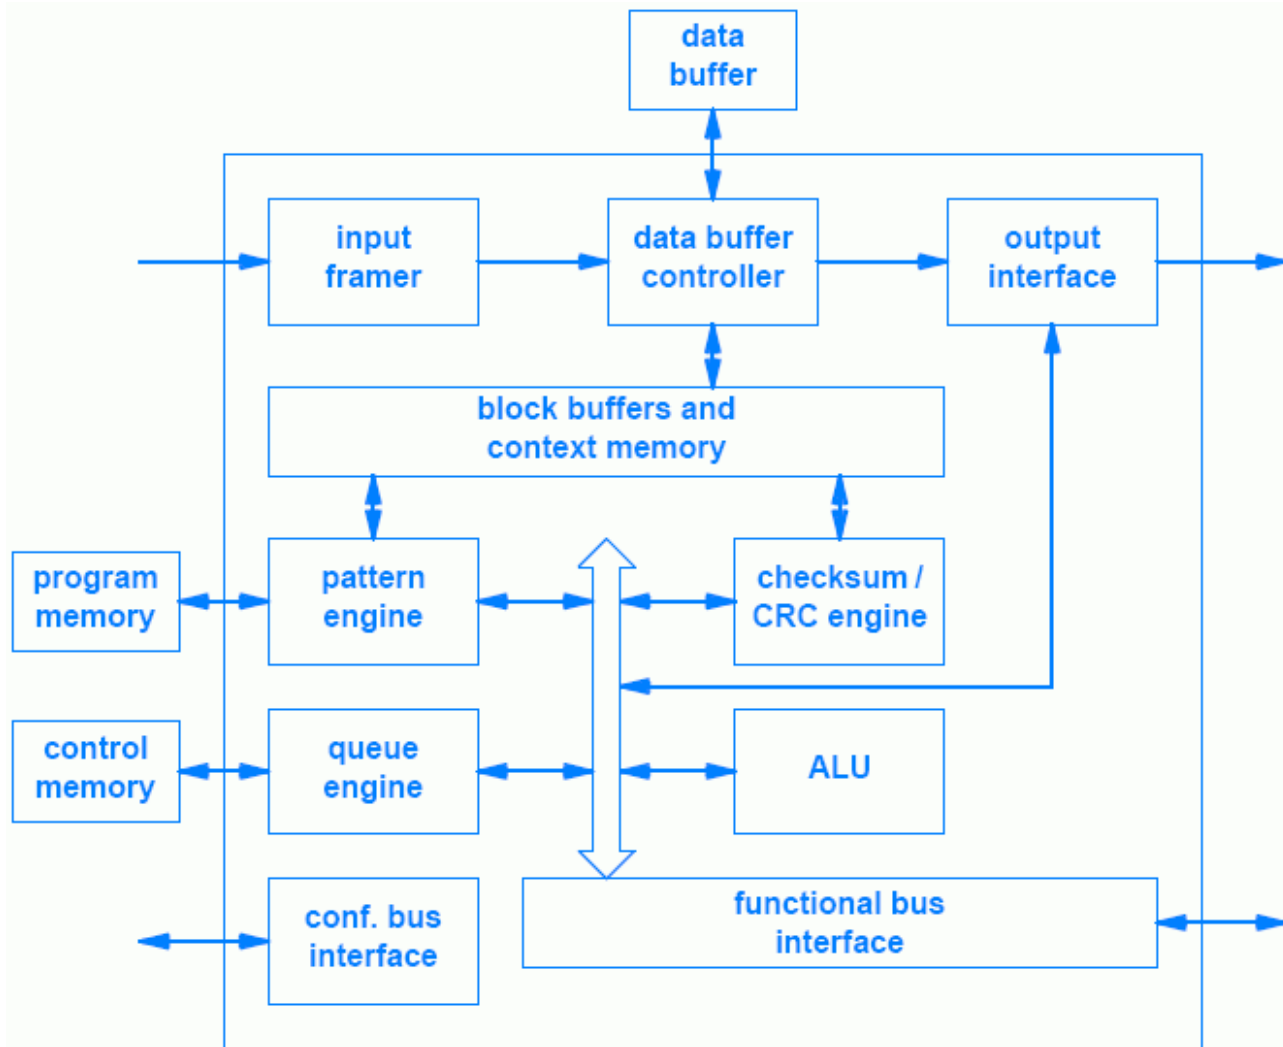 data
buffer
input
framer
data buffer
controller
output
interface
block buffers and
context memory
program
memory
pattern
engine
checksum /
CRC engine
control
memory
queue
engine
ALU
conf. bus
interface
functional bus
interface